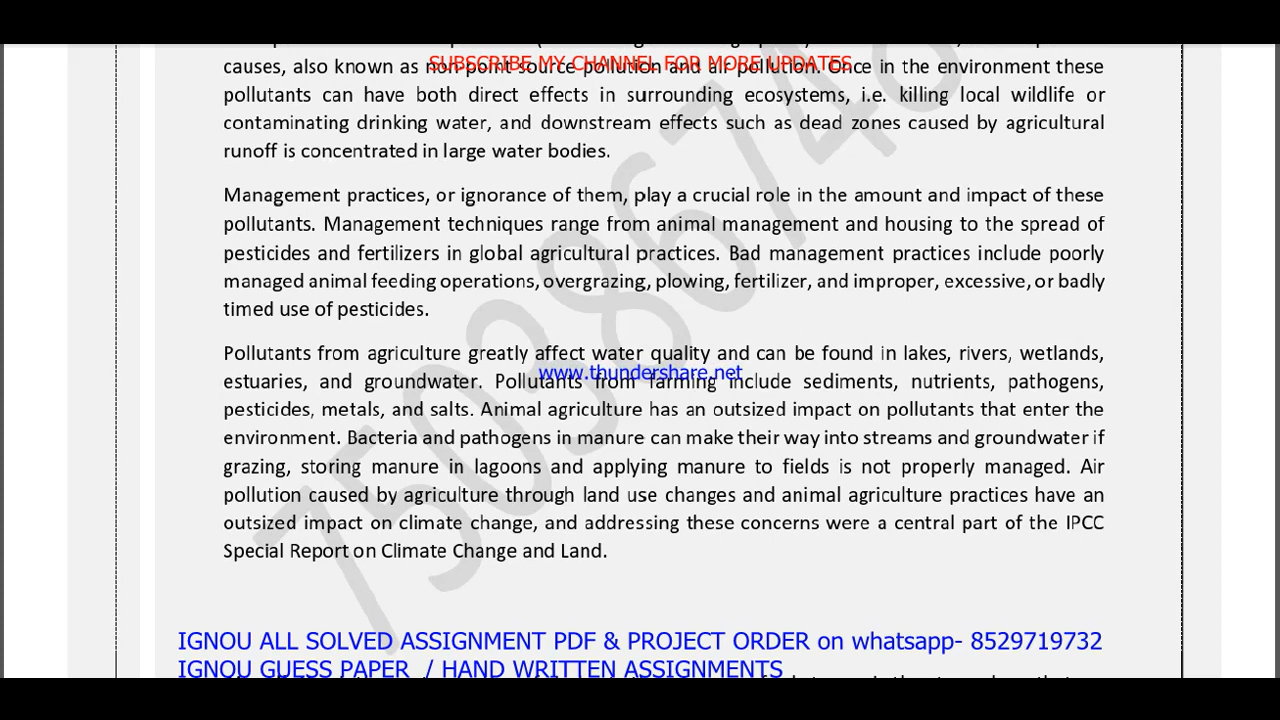 SUBSCRIBE MY CHANNEL FOR MORE UPDATES
causes, also known as non-point source pollution and air pollution. Once in the environment these
pollutants can have both direct effects in surrounding ecosystems, i.e. killing local wildlife or
contaminating drinking water, and downstream effects such as dead zones caused by agricultural
runoff is concentrated in large water bodies.
Management practices, or ignorance of them, play a crucial role in the amount and impact of these
pollutants. Management techniques range from animal management and housing to the spread of
pesticides and fertilizers in global agricultural practices. Bad management practices include poorly
managed animal feeding operations, overgrazing, plowing, fertilizer, and improper, excessive, or badly
timed use of pesticides.
Pollutants from agriculture greatly affect water quality and can be found in lakes, rivers, wetlands,
www.thundershare.net
estuaries, and groundwater. Pollutants from farming include sediments, nutrients, pathogens,
pesticides, metals, and salts. Animal agriculture has an outsized impact on pollutants that enter the
environment. Bacteria and pathogens in manure can make their way into streams and groundwater if
grazing, storing manure in lagoons and applying manure to fields is not properly managed. Air
pollution caused by agriculture through land use changes and animal agriculture practices have an
outsized impact on climate change, and addressing these concerns were a central part of the IPCC
Special Report on Climate Change and Land.
IGNOU ALL SOLVED ASSIGNMENT PDF & PROJECT ORDER on whatsapp- 8529719732
IGNOU GUESS PAPER / HAND WRITTEN ASSIGNMENTS